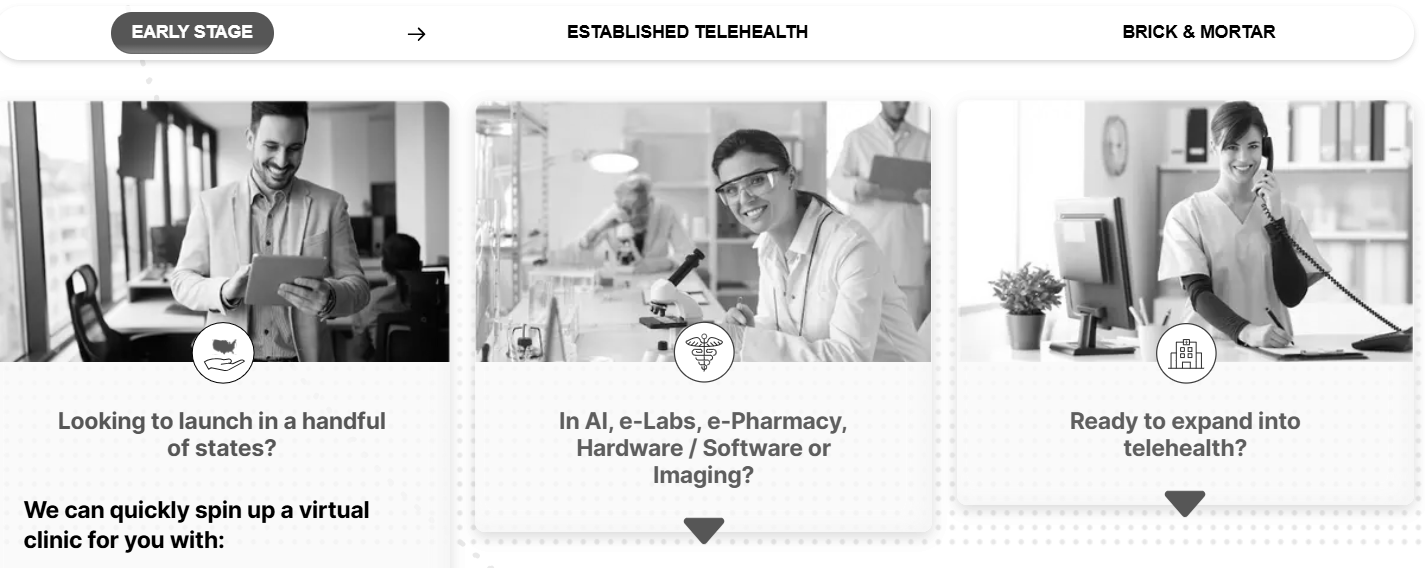 EARLY STAGE
→
ESTABLISHED TELEHEALTH
BRICK & MORTAR
Looking to launch in a handful
of states?
We can quickly spin up a virtual
clinic for you with:
In AI, e-Labs, e-Pharmacy,
Hardware / Software or
Imaging?
Ready to expand into
telehealth?